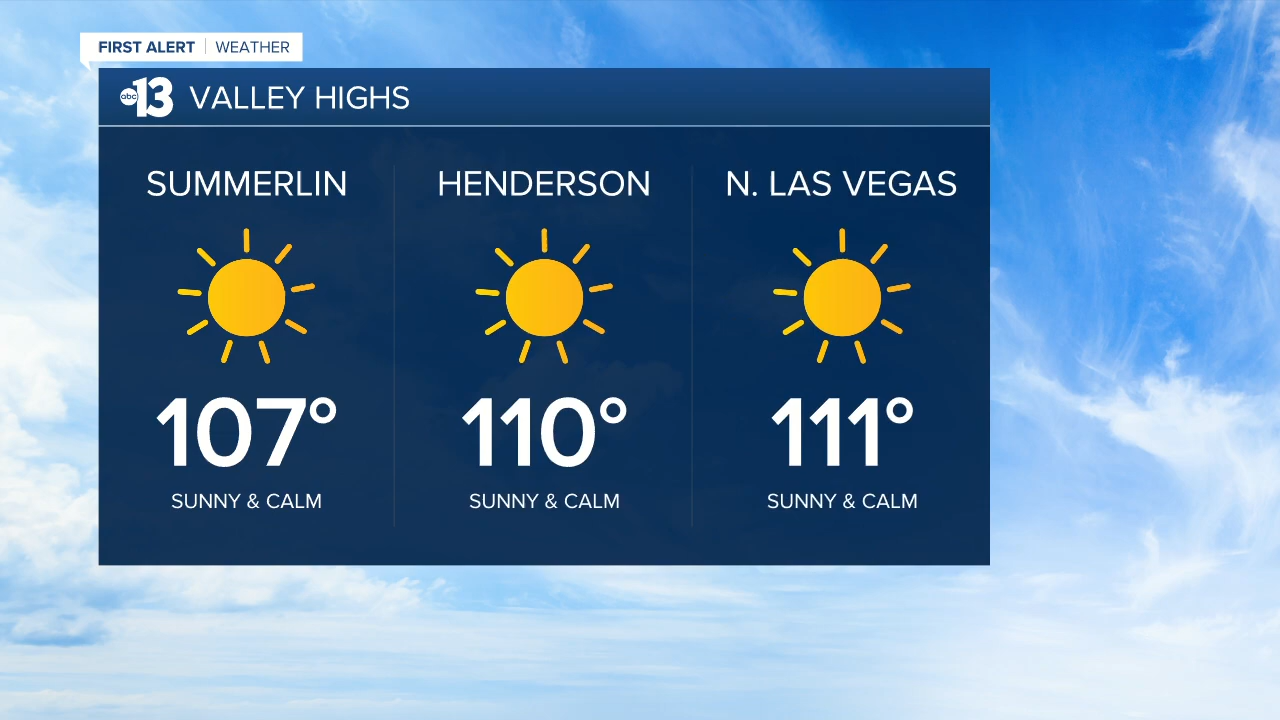 FIRST ALERT | WEATHER
abc 13 VALLEY HIGHS
SUMMERLIN
107°
SUNNY & CALM
HENDERSON
110°
SUNNY & CALM
N. LAS VEGAS
111°
SUNNY & CALM